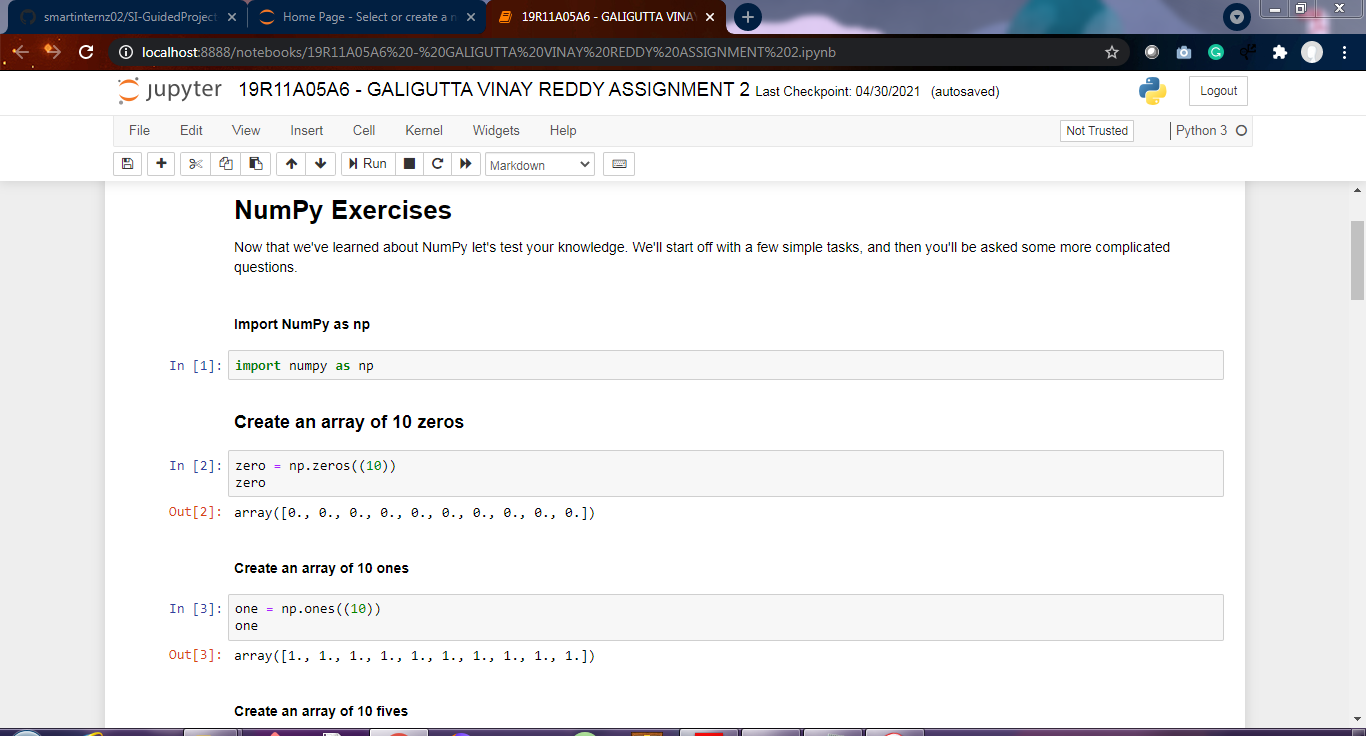 smartinternz02/SI-GuidedProject
Home Page - Select or create a n
19R11A05A6 - GALIGUTTA VINA
localhost:8888/notebooks/19R11A05A6%20-%20GALIGUTTA%20VINAY%20REDDY%20ASSIGNMENT%202.ipynb
jupyter 19R11A05A6 - GALIGUTTA VINAY REDDY ASSIGNMENT 2 Last Checkpoint: 04/30/2021 (autosaved)
Logout
File Edit View Insert Cell Kernel Widgets Help
Not Trusted
Python 3
Run
Markdown
NumPy Exercises
Now that we've learned about NumPy let's test your knowledge. We'll start off with a few simple tasks, and then you'll be asked some more complicated
questions.
Import NumPy as np
In [1]: import numpy as np
Create an array of 10 zeros
In [2]: zero = np.zeros((10))
zero
Out[2]: array([0., 0., 0., 0., 0., 0., 0., 0., 0., 0.])
Create an array of 10 ones
In [3]: one = np.ones((10))
one
Out[3]: array([1., 1., 1., 1., 1., 1., 1., 1., 1., 1.])
Create an array of 10 fives